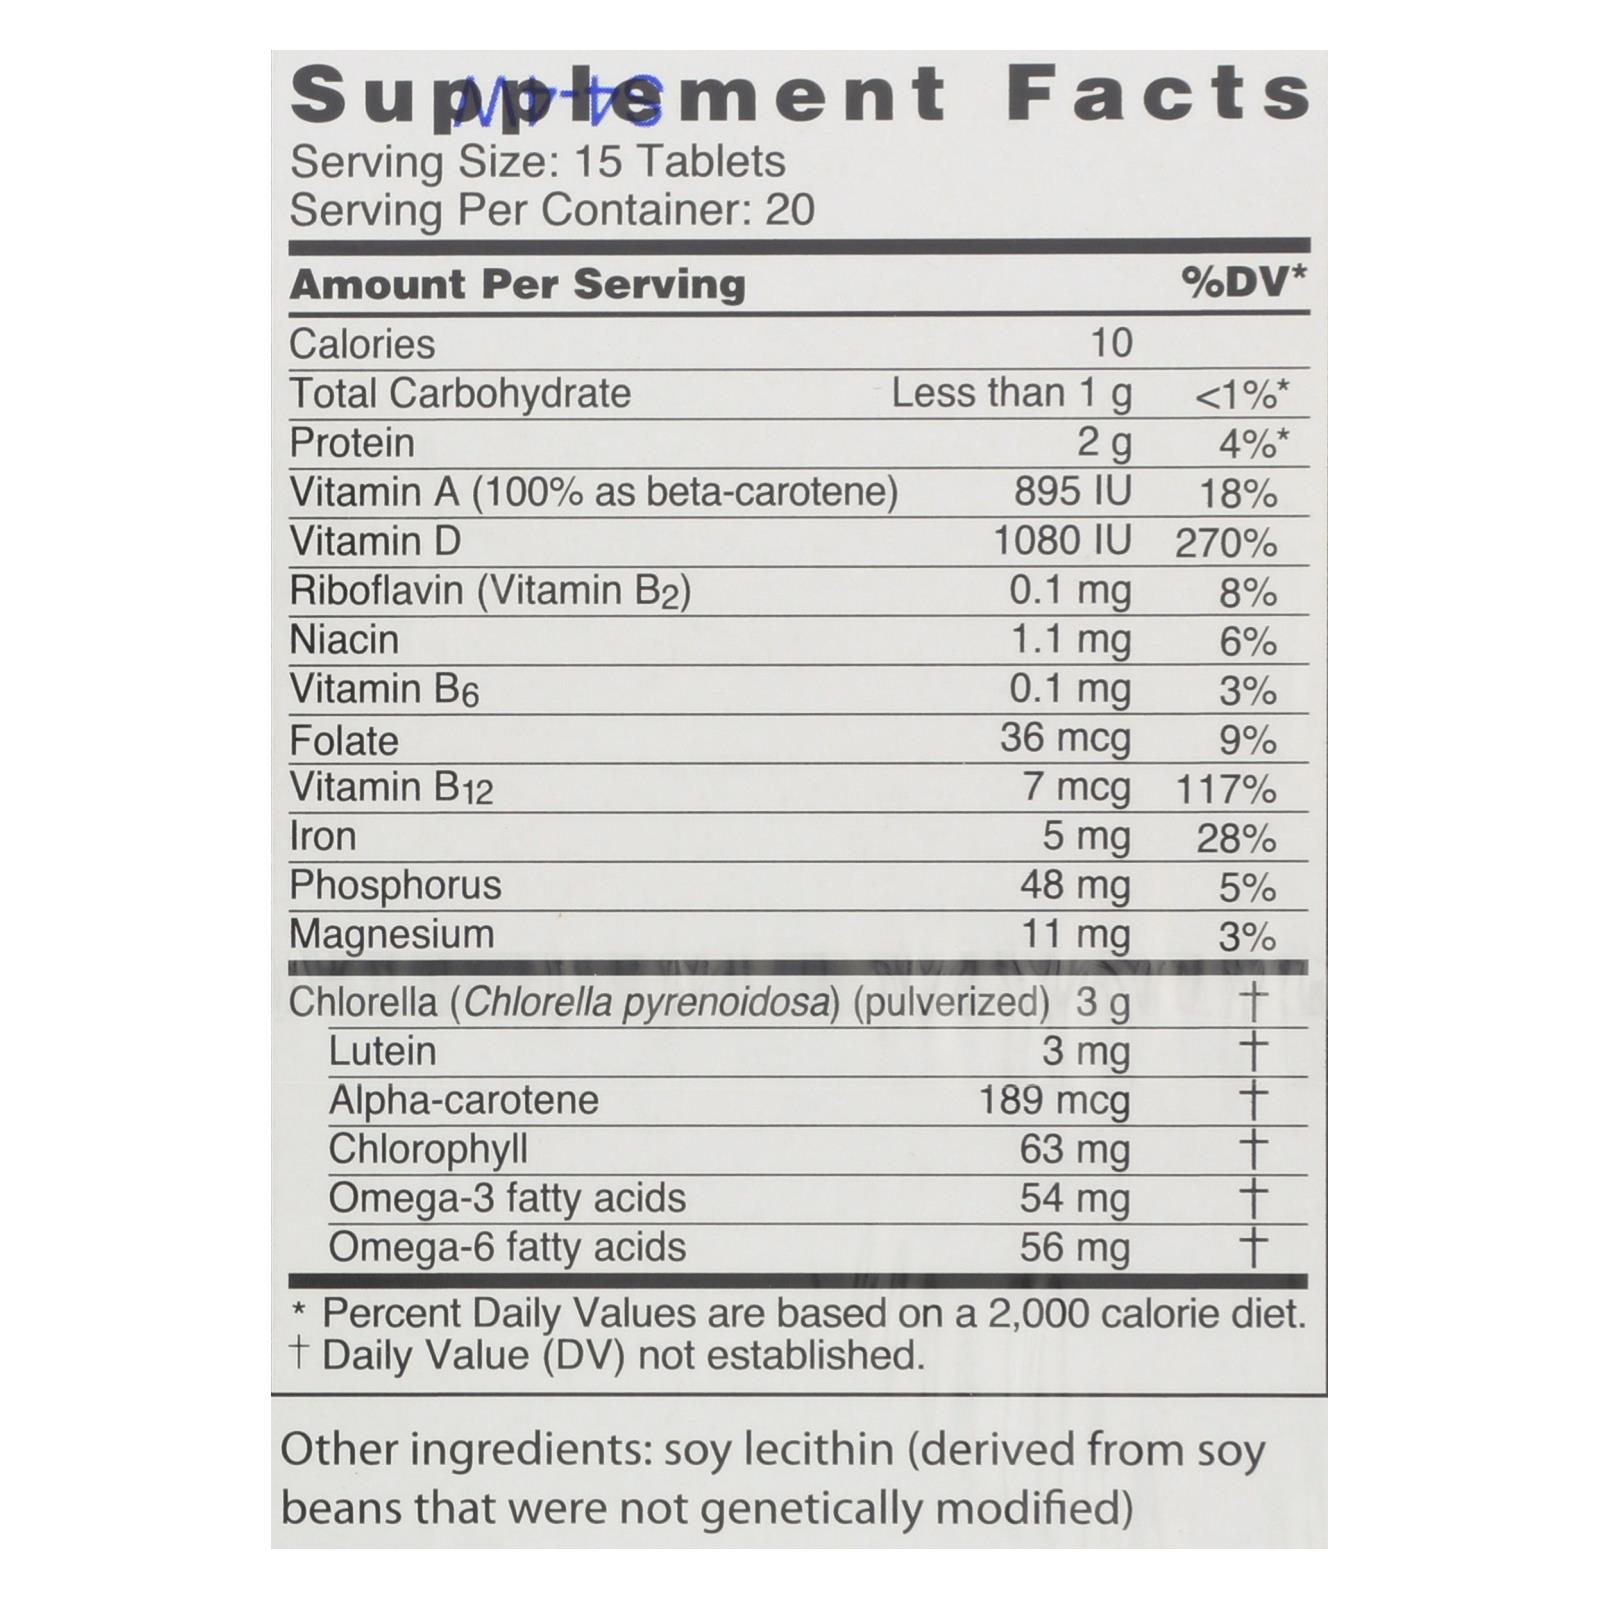 Supplement Facts
Serving Size: 15 Tablets
Serving Per Container: 20
Amount Per Serving %DV*
Calories 10
Total Carbohydrate Less than 1 g <1%*
Protein 2 g 4%*
Vitamin A (100% as beta-carotene) 895 IU 18%
Vitamin D 1080 IU 270%
Riboflavin (Vitamin B2) 0.1 mg 8%
Niacin 1.1 mg 6%
Vitamin B6 0.1 mg 3%
Folate 36 mcg 9%
Vitamin B12 7 mcg 117%
Iron 5 mg 28%
Phosphorus 48 mg 5%
Magnesium 11 mg 3%
Chlorella (Chlorella pyrenoidosa) (pulverized) 3 g †
Lutein 3 mg †
Alpha-carotene 189 mcg †
Chlorophyll 63 mg †
Omega-3 fatty acids 54 mg †
Omega-6 fatty acids 56 mg †
* Percent Daily Values are based on a 2,000 calorie diet.
† Daily Value (DV) not established.
Other ingredients: soy lecithin (derived from soy
beans that were not genetically modified)